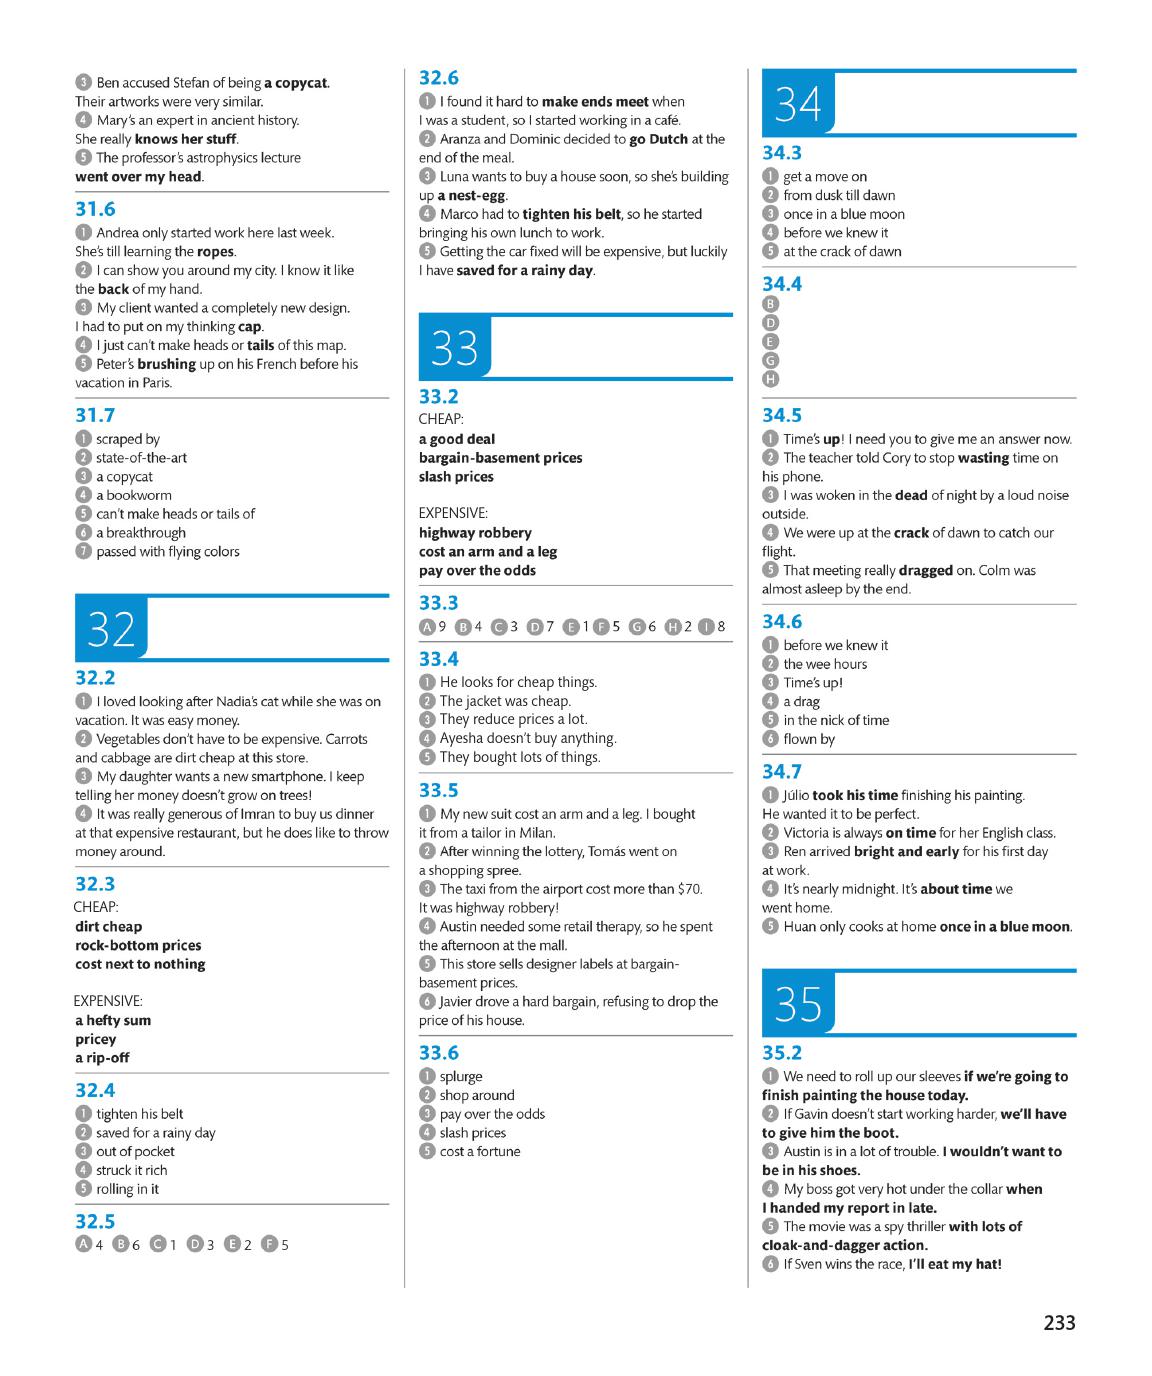 3 Ben accused Stefan of being a copycat.
Their artworks were very similar.
4 Mary's an expert in ancient history.
She really knows her stuff.
5 The professor's astrophysics lecture
went over my head.
31.6
1 Andrea only started work here last week.
She's till learning the ropes.
2 I can show you around my city. I know it like
the back of my hand.
3 My client wanted a completely new design.
I had to put on my thinking cap.
4 I just can't make heads or tails of this map.
5 Peter's brushing up on his French before his
vacation in Paris.
31.7
1 scraped by
2 state-of-the-art
3 a copycat
4 a bookworm
5 can't make heads or tails of
6 a breakthrough
7 passed with flying colors
32
32.2
1 I loved looking after Nadia's cat while she was on
vacation. It was easy money.
2 Vegetables don't have to be expensive. Carrots
and cabbage are dirt cheap at this store.
3 My daughter wants a new smartphone. I keep
telling her money doesn't grow on trees!
4 It was really generous of Imran to buy us dinner
at that expensive restaurant, but he does like to throw
money around.
32.3
CHEAP:
dirt cheap
rock-bottom prices
cost next to nothing
EXPENSIVE:
a hefty sum
pricey
a rip-off
32.4
1 tighten his belt
2 saved for a rainy day
3 out of pocket
4 struck it rich
5 rolling in it
32.5
A 4 B 6 C 1 D 3 E 2 F 5
32.6
1 I found it hard to make ends meet when
I was a student, so I started working in a café.
2 Aranza and Dominic decided to go Dutch at the
end of the meal.
3 Luna wants to buy a house soon, so she's building
up a nest-egg.
4 Marco had to tighten his belt, so he started
bringing his own lunch to work.
5 Getting the car fixed will be expensive, but luckily
I have saved for a rainy day.
33
33.2
CHEAP:
a good deal
bargain-basement prices
slash prices
EXPENSIVE:
highway robbery
cost an arm and a leg
pay over the odds
33.3
A 9 B 4 C 3 D 7 E 1 F 5 G 6 H 2 I 8
33.4
1 He looks for cheap things.
2 The jacket was cheap.
3 They reduce prices a lot.
4 Ayesha doesn't buy anything.
5 They bought lots of things.
33.5
1 My new suit cost an arm and a leg. I bought
it from a tailor in Milan.
2 After winning the lottery, Tomás went on
a shopping spree.
3 The taxi from the airport cost more than $70.
It was highway robbery!
4 Austin needed some retail therapy, so he spent
the afternoon at the mall.
5 This store sells designer labels at bargain-
basement prices.
6 Javier drove a hard bargain, refusing to drop the
price of his house.
33.6
1 splurge
2 shop around
3 pay over the odds
4 slash prices
5 cost a fortune
34
34.3
1 get a move on
2 from dusk till dawn
3 once in a blue moon
4 before we knew it
5 at the crack of dawn
34.4
B
D
E
G
H
34.5
1 Time's up! I need you to give me an answer now.
2 The teacher told Cory to stop wasting time on
his phone.
3 I was woken in the dead of night by a loud noise
outside.
4 We were up at the crack of dawn to catch our
flight.
5 That meeting really dragged on. Colm was
almost asleep by the end.
34.6
1 before we knew it
2 the wee hours
3 Time's up!
4 a drag
5 in the nick of time
6 flown by
34.7
1 Júlio took his time finishing his painting.
He wanted it to be perfect.
2 Victoria is always on time for her English class.
3 Ren arrived bright and early for his first day
at work.
4 It's nearly midnight. It's about time we
went home.
5 Huan only cooks at home once in a blue moon.
35
35.2
1 We need to roll up our sleeves if we're going to
finish painting the house today.
2 If Gavin doesn't start working harder, we'll have
to give him the boot.
3 Austin is in a lot of trouble. I wouldn't want to
be in his shoes.
4 My boss got very hot under the collar when
I handed my report in late.
5 The movie was a spy thriller with lots of
cloak-and-dagger action.
6 If Sven wins the race, I'll eat my hat!
233